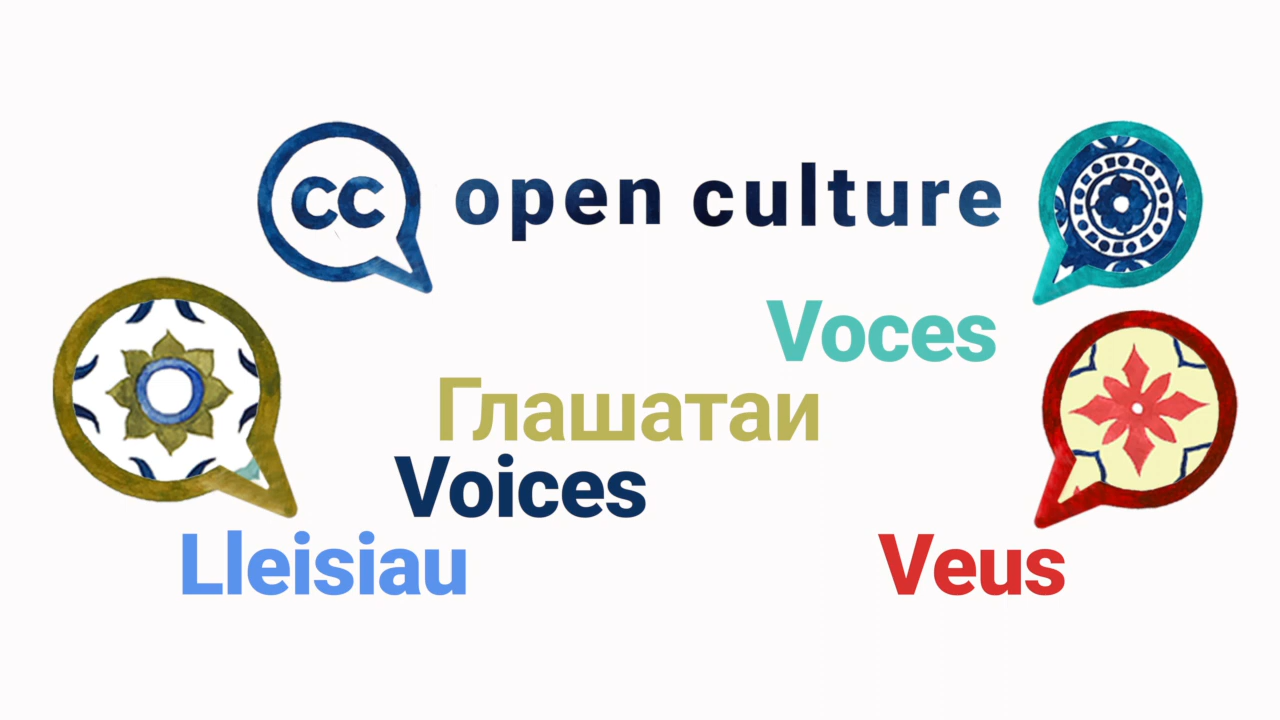 cc open culture
Voces
Глашатаи
Voices
Lleisiau
Veus